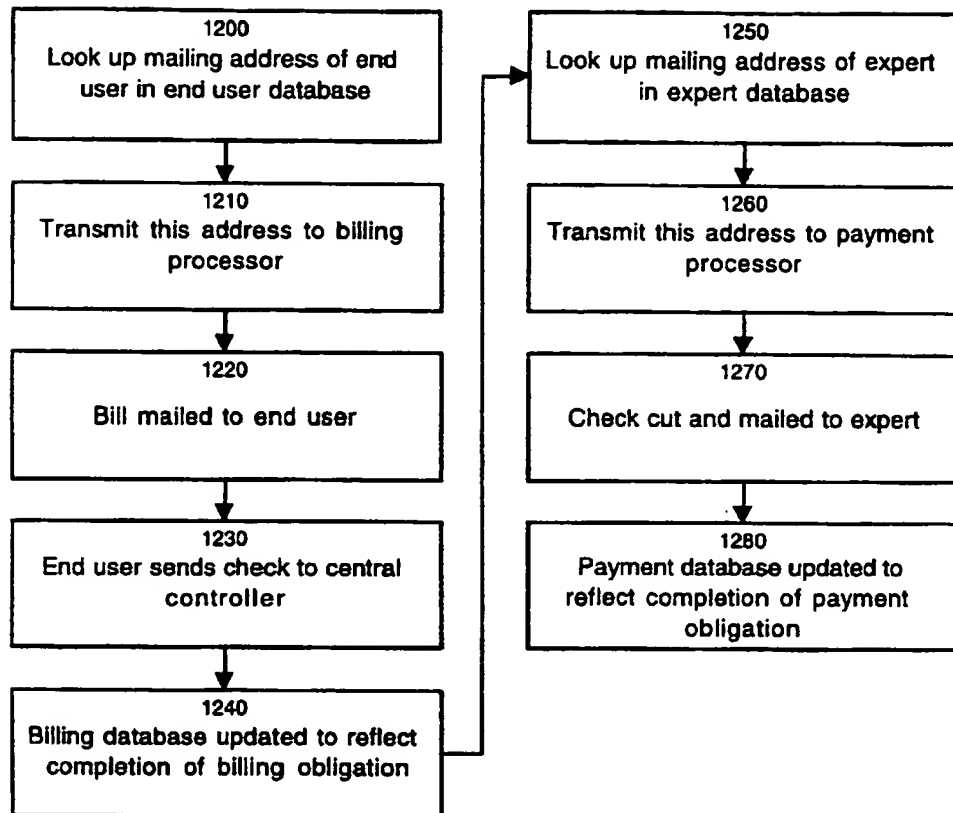 1200
Look up mailing address of end
user in end user database
1210
Transmit this address to billing
processor
1220
Bill mailed to end user
1230
End user sends check to central
controller
1240
Billing database updated to reflect
completion of billing obligation
1250
Look up mailing address of expert
in expert database
1260
Transmit this address to payment
processor
1270
Check cut and mailed to expert
1280
Payment database updated to
reflect completion of payment
obligation